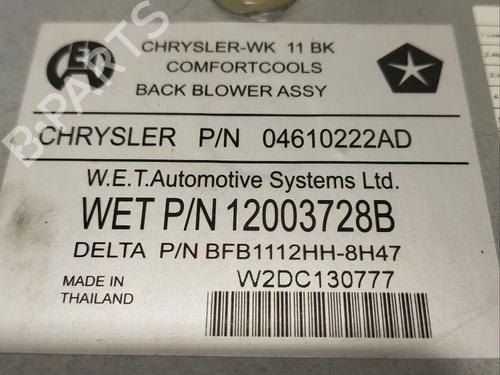 CHRYSLER-WK 11 BK
COMFORTCOOLS
BACK BLOWER ASSY
CHRYSLER P/N 04610222AD
W.E.T.Automotive Systems Ltd.
WET P/N 12003728B
DELTA P/N BFB1112HH-8H47
W2DC130777
MADE IN
THAILAND
B-PARTS